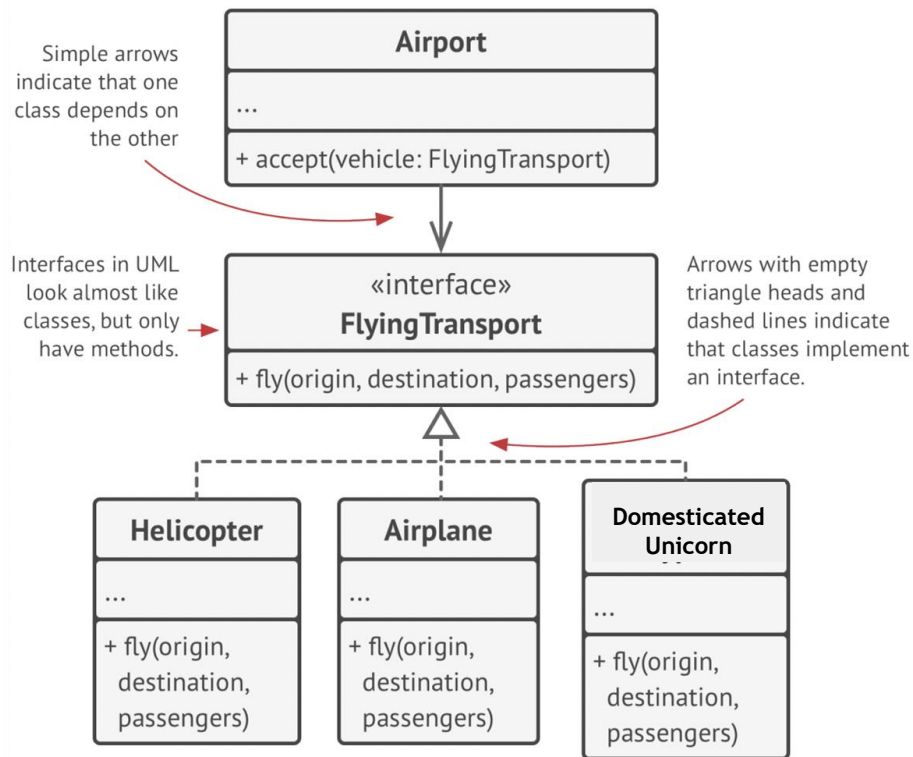 Simple arrows
indicate that one
class depends on
the other
Airport
...
+ accept(vehicle: FlyingTransport)
Interfaces in UML
look almost like
classes, but only
have methods.
«interface»
FlyingTransport
+ fly(origin, destination, passengers)
Arrows with empty
triangle heads and
dashed lines indicate
that classes implement
an interface.
Helicopter
...
+ fly(origin,
destination,
passengers)
Airplane
...
+ fly(origin,
destination,
passengers)
Domesticated
Unicorn
...
+ fly(origin,
destination,
passengers)